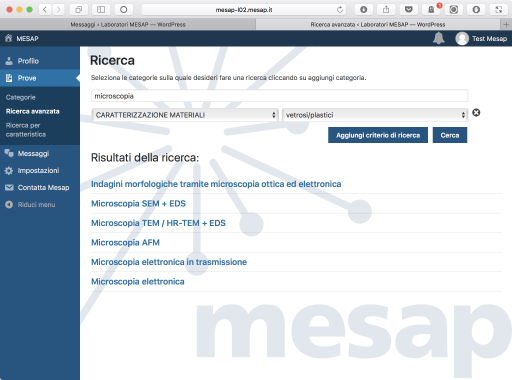 mesap-l02.mesap.it
1
Messaggi ‹ Laboratori MESAP — WordPress
Ricerca avanzata ‹ Laboratori MESAP — WordPress
MESAP
Test Mesap
Profilo
Prove
Categorie
Ricerca avanzata
Ricerca per
caratteristica
Messaggi
Impostazioni
Contatta Mesap
Riduci menu
Ricerca
Seleziona le categorie sulla quale desideri fare una ricerca cliccando su aggiungi categoria.
microscopia
CARATTERIZZAZIONE MATERIALI
vetrosi/plastici
Aggiungi criterio di ricerca
Cerca
Risultati della ricerca:
Indagini morfologiche tramite microscopia ottica ed elettronica
Microscopia SEM + EDS
Microscopia TEM / HR-TEM + EDS
Microscopia AFM
Microscopia elettronica in trasmissione
Microscopia elettronica
mesap